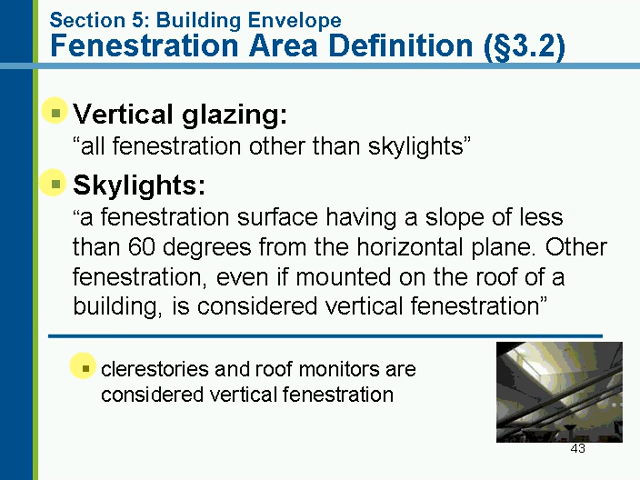 Section 5: Building Envelope
Fenestration Area Definition (§3.2)
Vertical glazing:
“all fenestration other than skylights”
Skylights:
“a fenestration surface having a slope of less
than 60 degrees from the horizontal plane. Other
fenestration, even if mounted on the roof of a
building, is considered vertical fenestration”
clerestories and roof monitors are
considered vertical fenestration
43